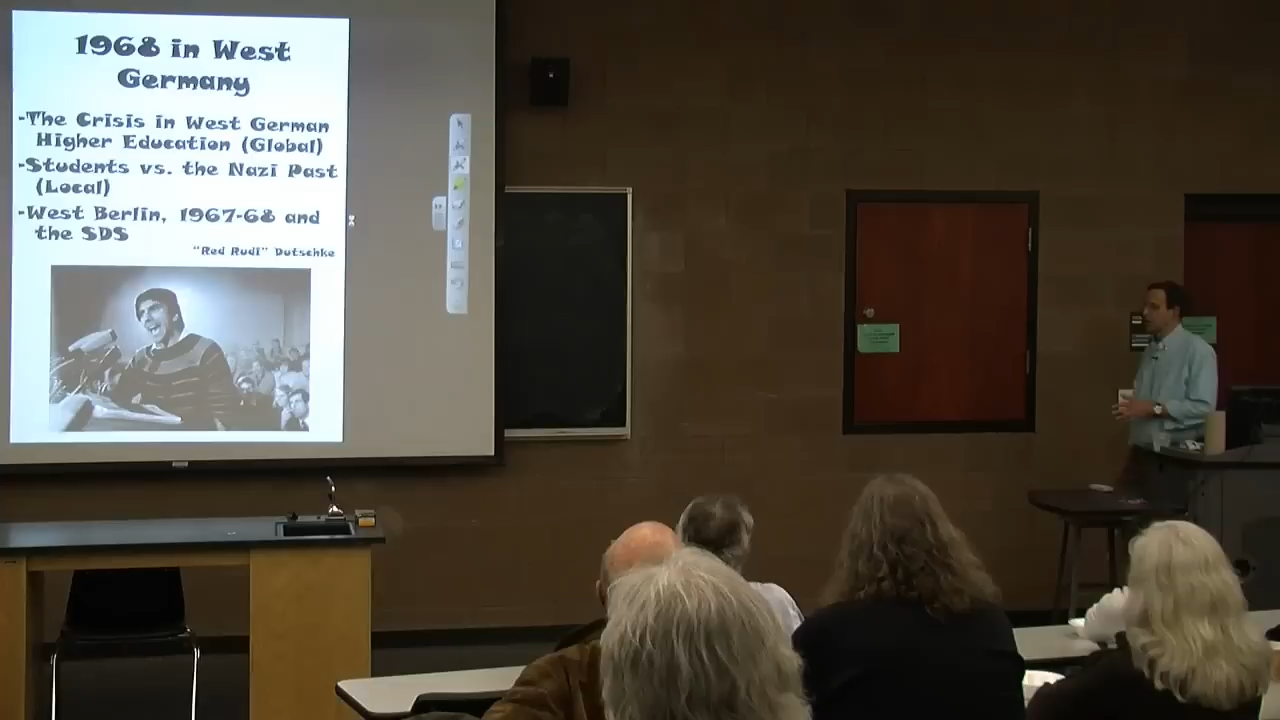 1968 in West
Germany
-The Crisis in West German
Higher Education (Global)
-Students vs. the Nazi Past
(Local)
-West Berlin, 1967-68 and
the SDS
"Red Rudi" Dutschke